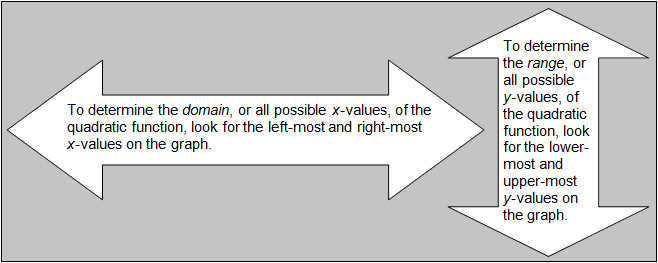 To determine the domain, or all possible x-values, of the
quadratic function, look for the left-most and right-most
x-values on the graph.
To determine
the range, or
all possible
y-values, of
the quadratic
function, look
for the lower-
most and
upper-most
y-values on
the graph.